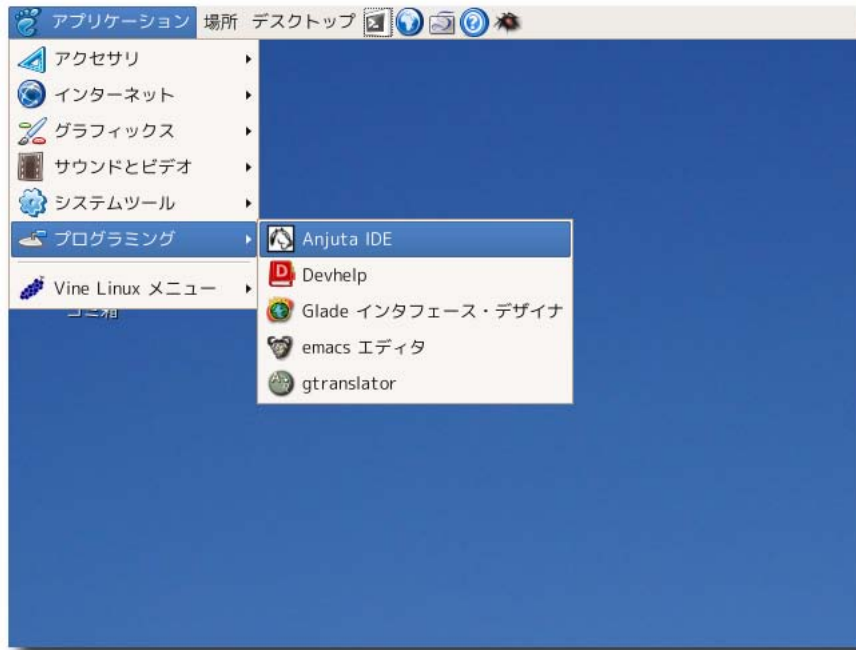 アプリケーション 場所 デスクトップ
アクセサリ
インターネット
グラフィックス
サウンドとビデオ
システムツール
プログラミング
Vine Linux メニュー
ゴミ箱
Anjuta IDE
Devhelp
Glade インタフェース・デザイナ
emacs エディタ
gtranslator